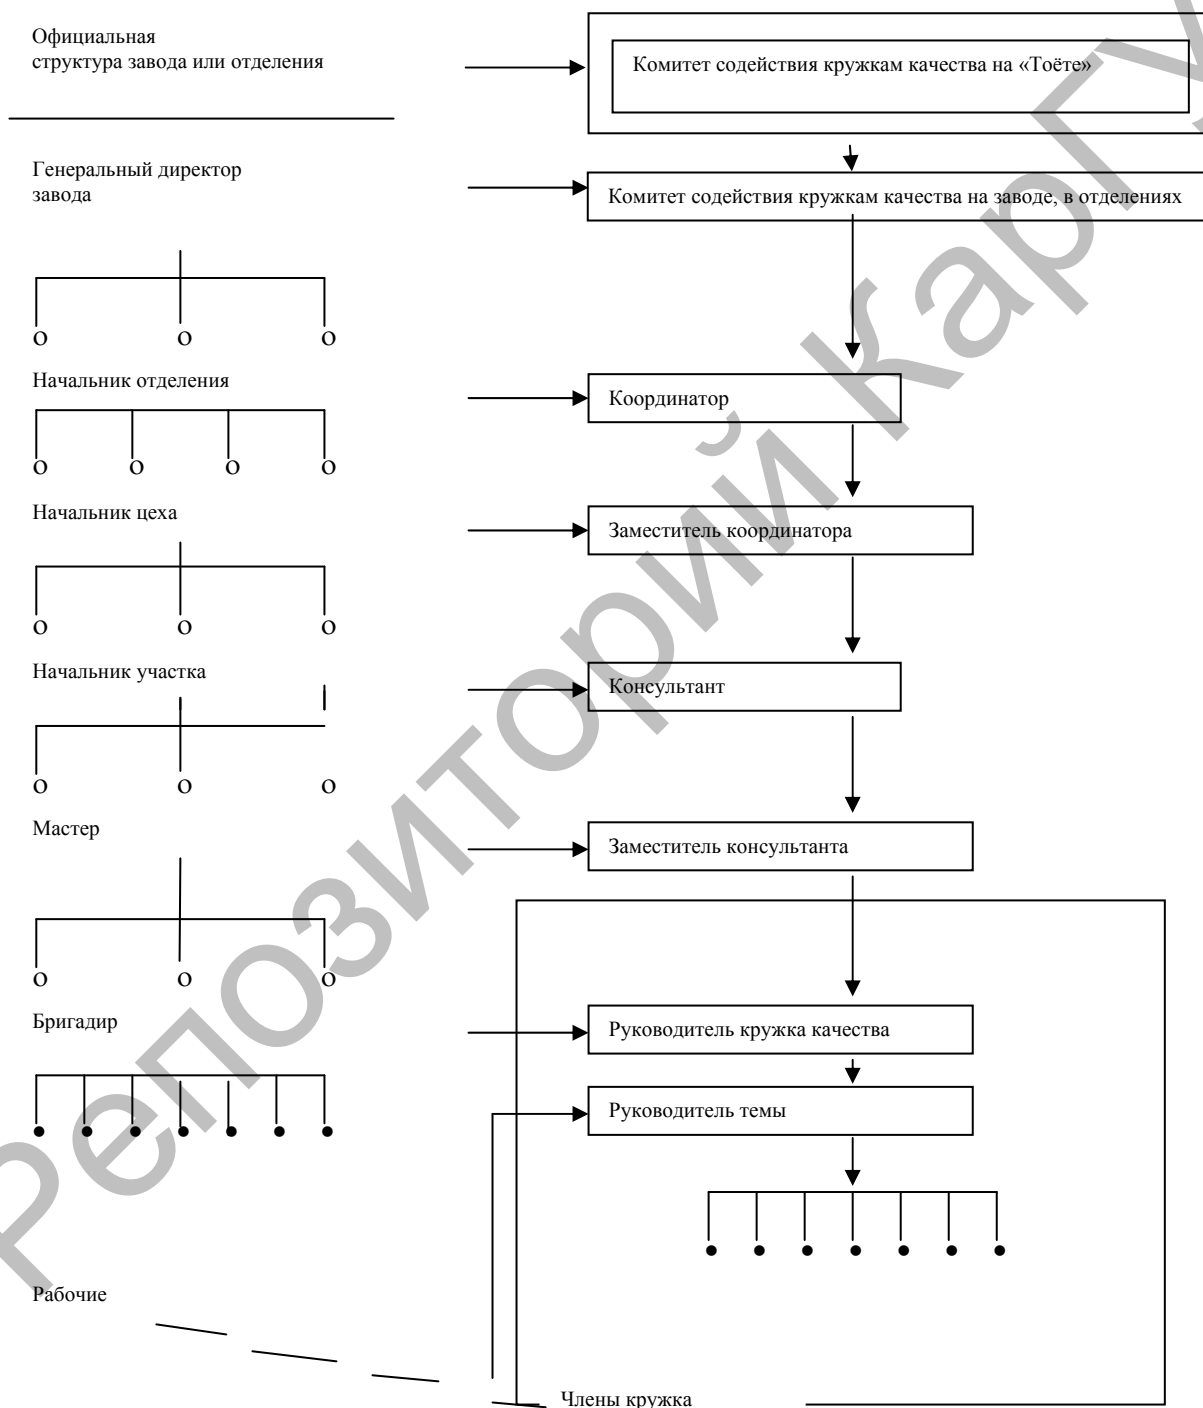 Официальная
структура завода или отделения
Комитет содействия кружкам качества на «Тоёте»
Генеральный директор
завода
Комитет содействия кружкам качества на заводе, в отделениях
о о о
Начальник отделения
Координатор
о о о о
Начальник цеха
Заместитель координатора
о о о
Начальник участка
Консультант
о о о
Мастер
Заместитель консультанта
о о о
Бригадир
Руководитель кружка качества
Руководитель темы
Рабочие
Члены кружка
Репозиторий КарГУ